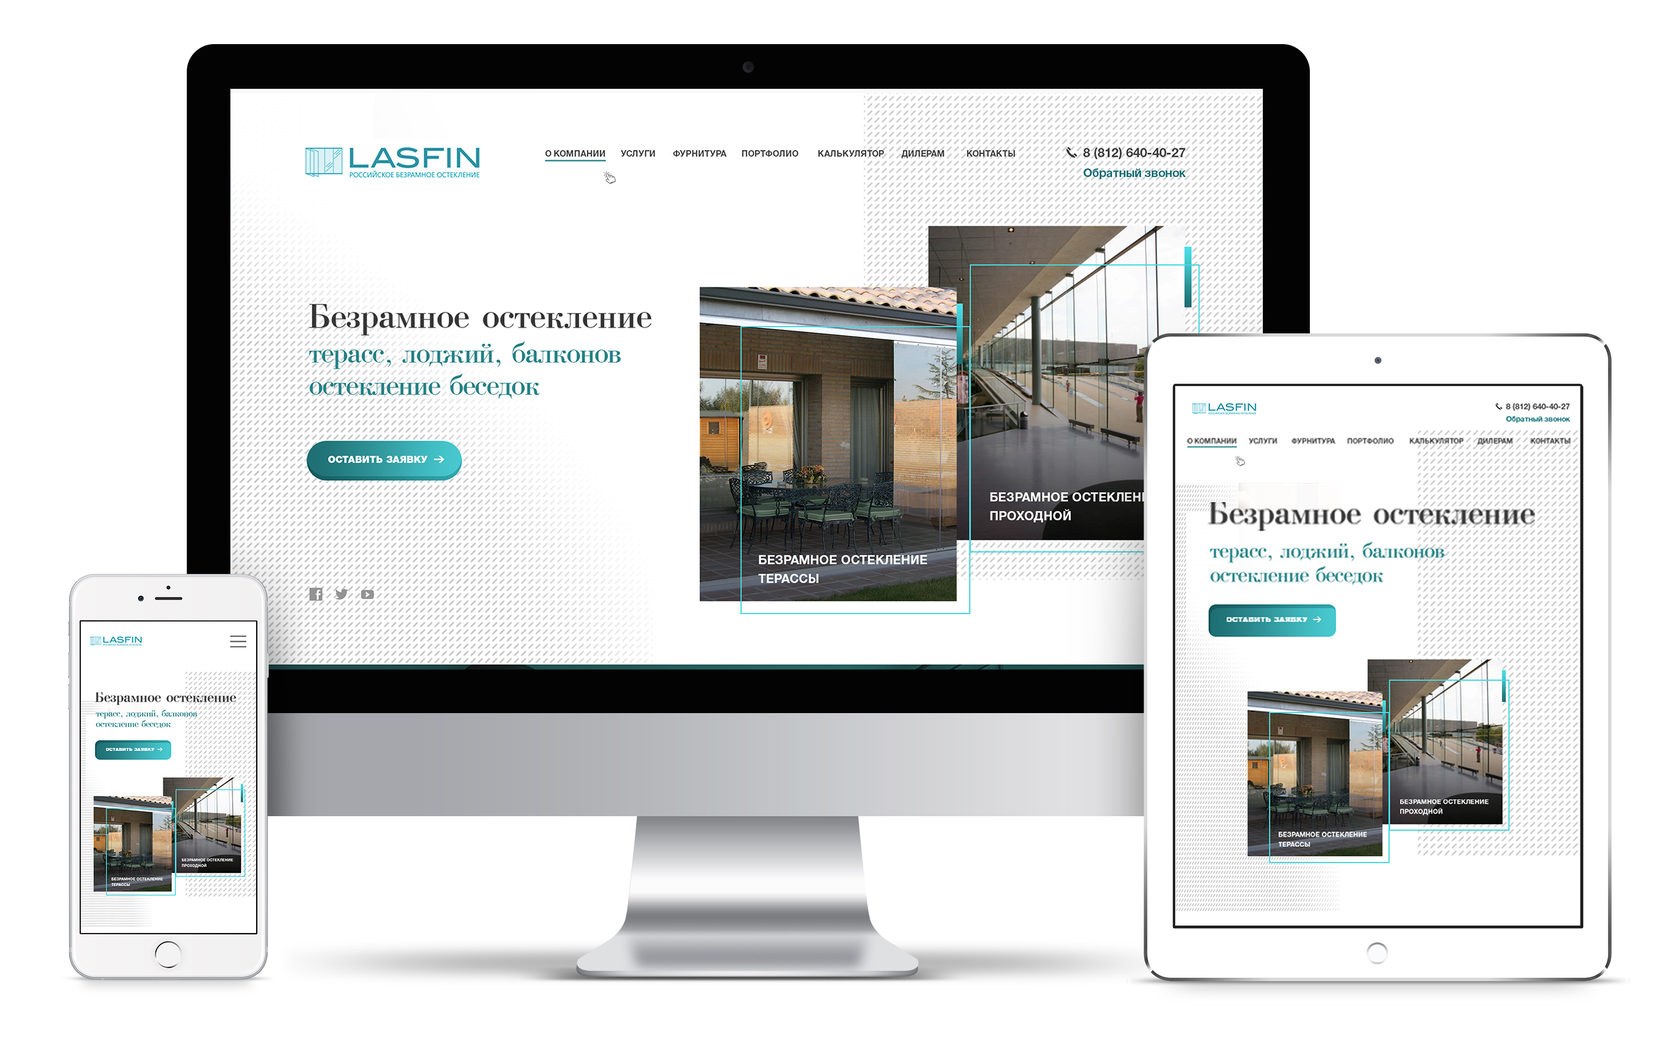 LASFIN
РОССИЙСКОЕ БЕЗРАМНОЕ ОСТЕКЛЕНИЕ
О КОМПАНИИ УСЛУГИ ФУРНИТУРА ПОРТФОЛИО КАЛЬКУЛЯТОР ДИЛЕРАМ КОНТАКТЫ
8 (812) 640-40-27
Обратный звонок
Безрамное остекление
терасс, лоджий, балконов
остекление беседок
ОСТАВИТЬ ЗАЯВКУ →
БЕЗРАМНОЕ ОСТЕКЛЕНИ
ПРОХОДНОЙ
БЕЗРАМНОЕ ОСТЕКЛЕНИЕ
ТЕРАССЫ
LASFIN
8 (812) 640-40-27
Обратный звонок
О КОМПАНИИ УСЛУГИ ФУРНИТУРА ПОРТФОЛИО КАЛЬКУЛЯТОР ДИЛЕРАМ КОНТАКТЫ
Безрамное остекление
терасс, лоджий, балконов
остекление беседок
ОСТАВИТЬ ЗАЯВКУ →
БЕЗРАМНОЕ ОСТЕКЛЕНИЕ
ПРОХОДНОЙ
БЕЗРАМНОЕ ОСТЕКЛЕНИЕ
ТЕРАССЫ
LASFIN
Безрамное остекление
терасс, лоджий, балконов
остекление беседок
ОСТАВИТЬ ЗАЯВКУ →
БЕЗРАМНОЕ ОСТЕКЛЕНИЕ
ПРОХОДНОЙ
БЕЗРАМНОЕ ОСТЕКЛЕНИЕ
ТЕРАССЫ